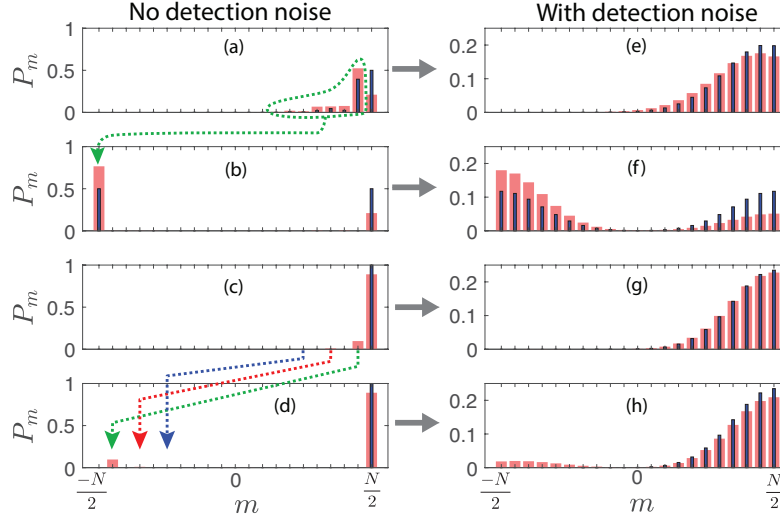 No detection noise
With detection noise
1
(a)
0.5
P_m
0
0.2
(e)
0.1
0
1
(b)
0.5
P_m
0
0.2
(f)
0.1
0
1
(c)
0.5
P_m
0
0.2
(g)
0.1
0
1
(d)
0.5
P_m
0
0.2
(h)
0.1
0
-N/2 0 N/2
m
-N/2 0 N/2
m